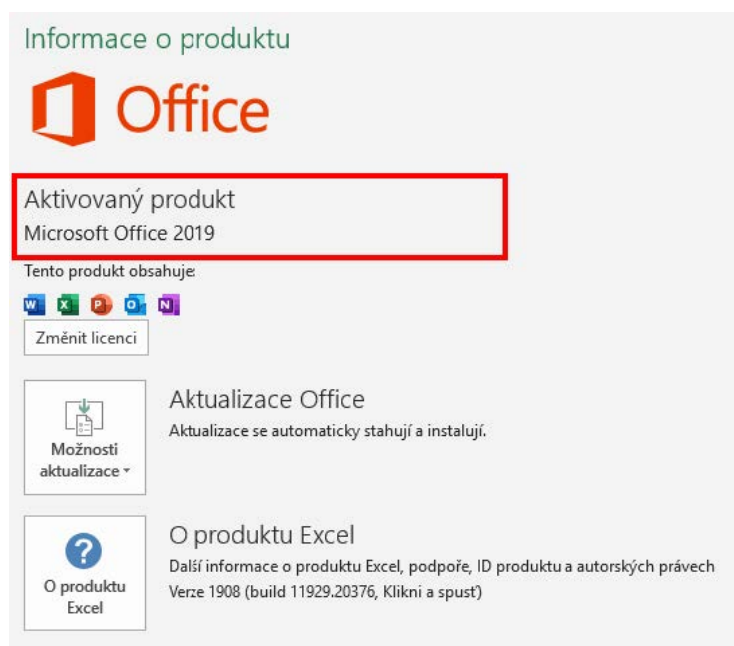 Informace o produktu
Office
Aktivovaný produkt
Microsoft Office 2019
Tento produkt obsahuje:
Změnit licenci
Možnosti
aktualizace
Aktualizace Office
Aktualizace se automaticky stahují a instalují.
O produktu
Excel
O produktu Excel
Další informace o produktu Excel, podpoře, ID produktu a autorských právech
Verze 1908 (build 11929.20376, Klikni a spusť)